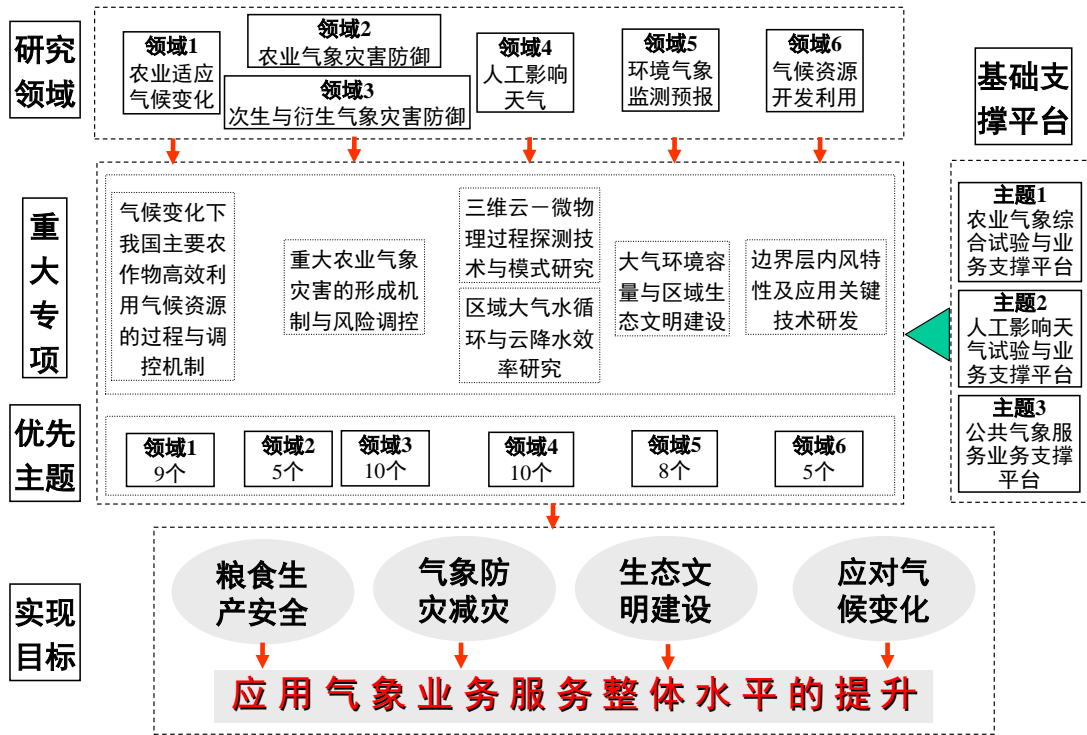 研究
领域
领域1
农业适应
气候变化
领域2
农业气象灾害防御
领域3
次生与衍生气象灾害防御
领域4
人工影响
天气
领域5
环境气象
监测预报
领域6
气候资源
开发利用
基础支
撑平台
重
大
专
项
气候变化下
我国主要农
作物高效利
用气候资源
的过程与调
控机制
重大农业气象
灾害的形成机
制与风险调控
三维云－微物
理过程探测技
术与模式研究
区域大气水循
环与云降水效
率研究
大气环境容
量与区域生
态文明建设
边界层内风特
性及应用关键
技术研发
主题1
农业气象综
合试验与业
务支撑平台
主题2
人工影响天
气试验与业
务支撑平台
主题3
公共气象服
务业务支撑
平台
优先
主题
领域1
9个
领域2
5个
领域3
10个
领域4
10个
领域5
8个
领域6
5个
实现
目标
粮食生
产安全
气象防
灾减灾
生态文
明建设
应对气
候变化
应用气象业务服务整体水平的提升